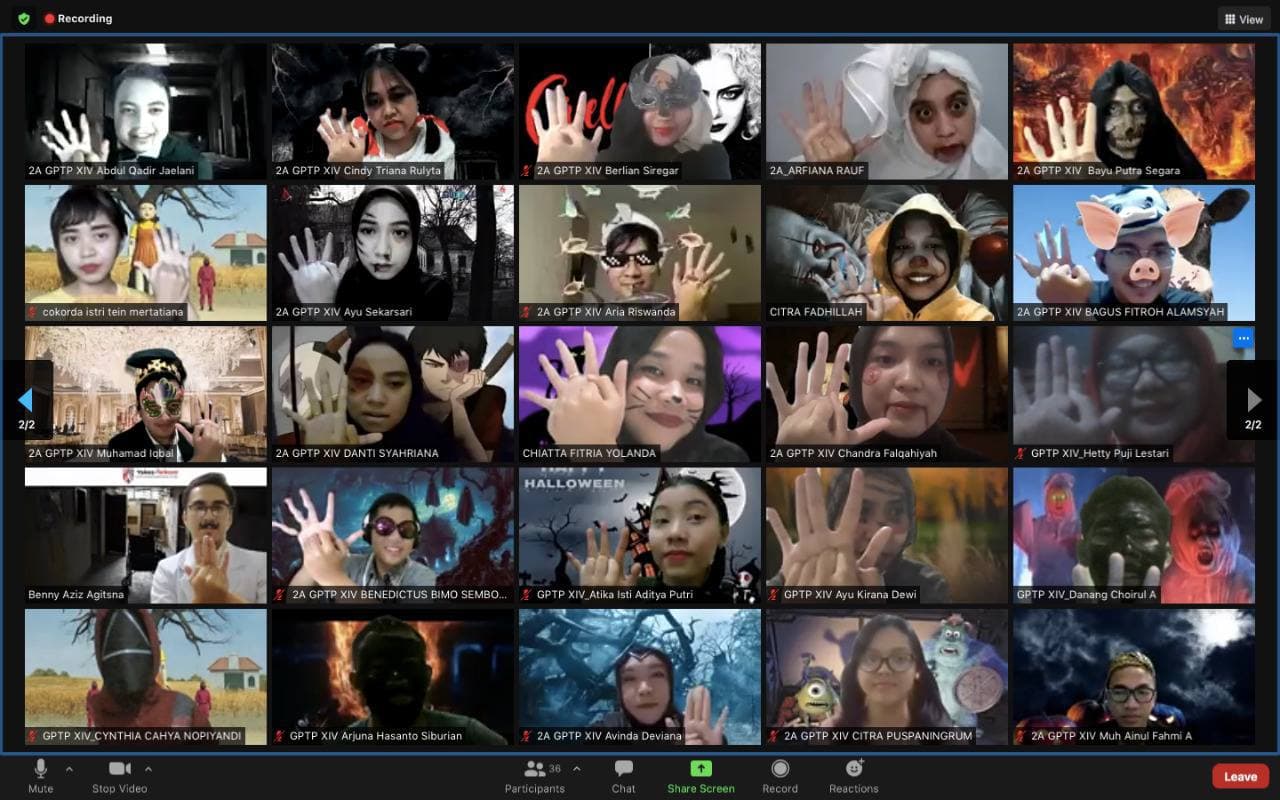 Recording
View
2A GPTP XIV Abdul Qadir Jaelani
2A GPTP XIV Cindy Triana Rulyta
2A GPTP XIV Berlian Siregar
2A_ARFIANA RAUF
2A GPTP XIV Bayu Putra Segara
cokorda istri tein mertatiana
2A GPTP XIV Ayu Sekarsari
2A GPTP XIV Aria Riswanda
CITRA FADHILLAH
2A GPTP XIV BAGUS FITROH ALAMSYAH
2/2
2/2
2A GPTP XIV Muhamad Iqbal
2A GPTP XIV DANTI SYAHRIANA
CHIATTA FITRIA YOLANDA
2A GPTP XIV Chandra Falqahiyah
GPTP XIV_Hetty Puji Lestari
HALLOWEEN
Benny Aziz Agitsna
2A GPTP XIV BENEDICTUS BIMO SEMBO...
GPTP XIV_Atika Isti Aditya Putri
GPTP XIV Ayu Kirana Dewi
GPTP XIV_Danang Choirul A
GPTP XIV_CYNTHIA CAHYA NOPIYANDI
GPTP XIV Arjuna Hasanto Siburian
2A GPTP XIV Avinda Deviana
2A GPTP XIV CITRA PUSPANINGRUM
2A GPTP XIV Muh Ainul Fahmi A
36
Mute
Stop Video
Participants
Chat
Share Screen
Record
Reactions
Leave